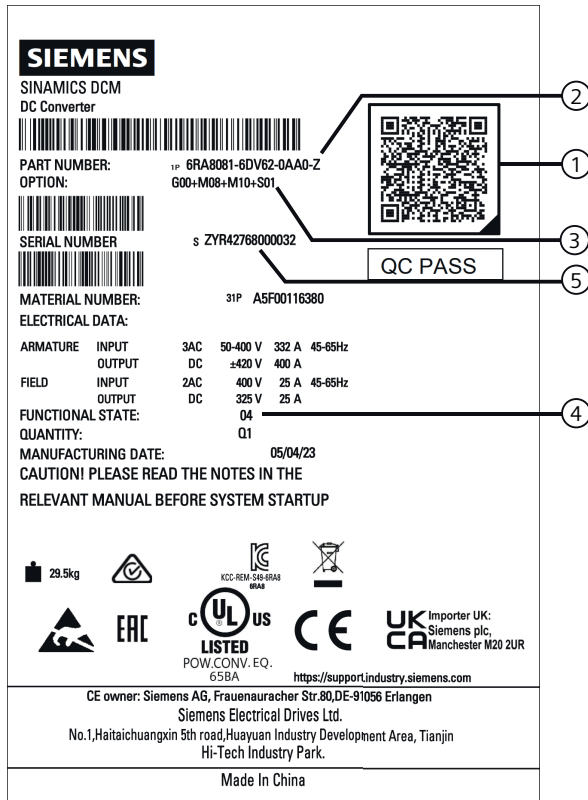 SIEMENS
SINAMICS DCM
DC Converter
2
1
PART NUMBER: 1P 6RA8081-6DV62-0AA0-Z
OPTION: G00+M08+M10+S01
3
SERIAL NUMBER S ZYR42768000032
QC PASS
5
MATERIAL NUMBER: 31P A5F00116380
ELECTRICAL DATA:
ARMATURE INPUT 3AC 50-400 V 332 A 45-65Hz
OUTPUT DC ±420 V 400 A
FIELD INPUT 2AC 400 V 25 A 45-65Hz
OUTPUT DC 325 V 25 A
FUNCTIONAL STATE: 04
4
QUANTITY: Q1
MANUFACTURING DATE: 05/04/23
CAUTION! PLEASE READ THE NOTES IN THE
RELEVANT MANUAL BEFORE SYSTEM STARTUP
29.5kg
KCC-REM-S49-6RA8
6RA8
EAC
C UL US
LISTED
POW.CONV. EQ.
65BA
CE
UK
CA
Importer UK:
Siemens plc,
Manchester M20 2UR
https://support.industry.siemens.com
CE owner: Siemens AG, Frauenauracher Str.80,DE-91056 Erlangen
Siemens Electrical Drives Ltd.
No.1,Haitaichuangxin 5th road,Huayuan Industry Development Area, Tianjin
Hi-Tech Industry Park.
Made In China